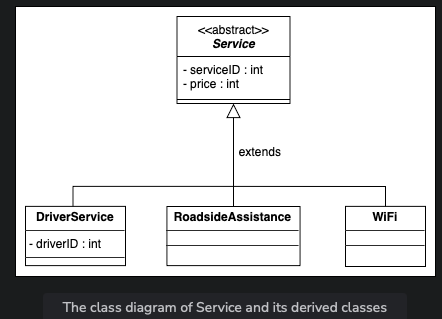 <<abstract>>
Service
- serviceID : int
- price : int
extends
DriverService
- driverID : int
RoadsideAssistance
WiFi
The class diagram of Service and its derived classes